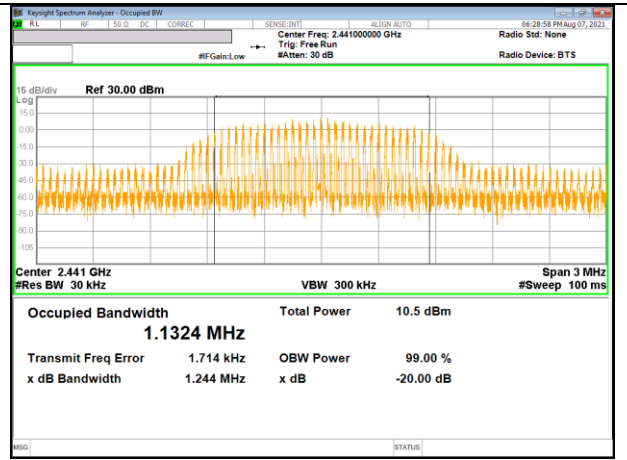 Keysight Spectrum Analyzer - Occupied BW
RL RF 50 Ω DC CORREC SENSE:INT ALIGN AUTO 06:28:58 PM Aug 07, 2021
Center Freq: 2.441000000 GHz Radio Std: None
Trig: Free Run
#IFGain:Low #Atten: 30 dB Radio Device: BTS
15 dB/div Ref 30.00 dBm
Log
15.0
0.00
-15.0
-30.0
-45.0
-60.0
-75.0
-90.0
-105
Center 2.441 GHz Span 3 MHz
#Res BW 30 kHz VBW 300 kHz #Sweep 100 ms
Occupied Bandwidth Total Power 10.5 dBm
1.1324 MHz
Transmit Freq Error 1.714 kHz OBW Power 99.00 %
x dB Bandwidth 1.244 MHz x dB -20.00 dB
MSG STATUS